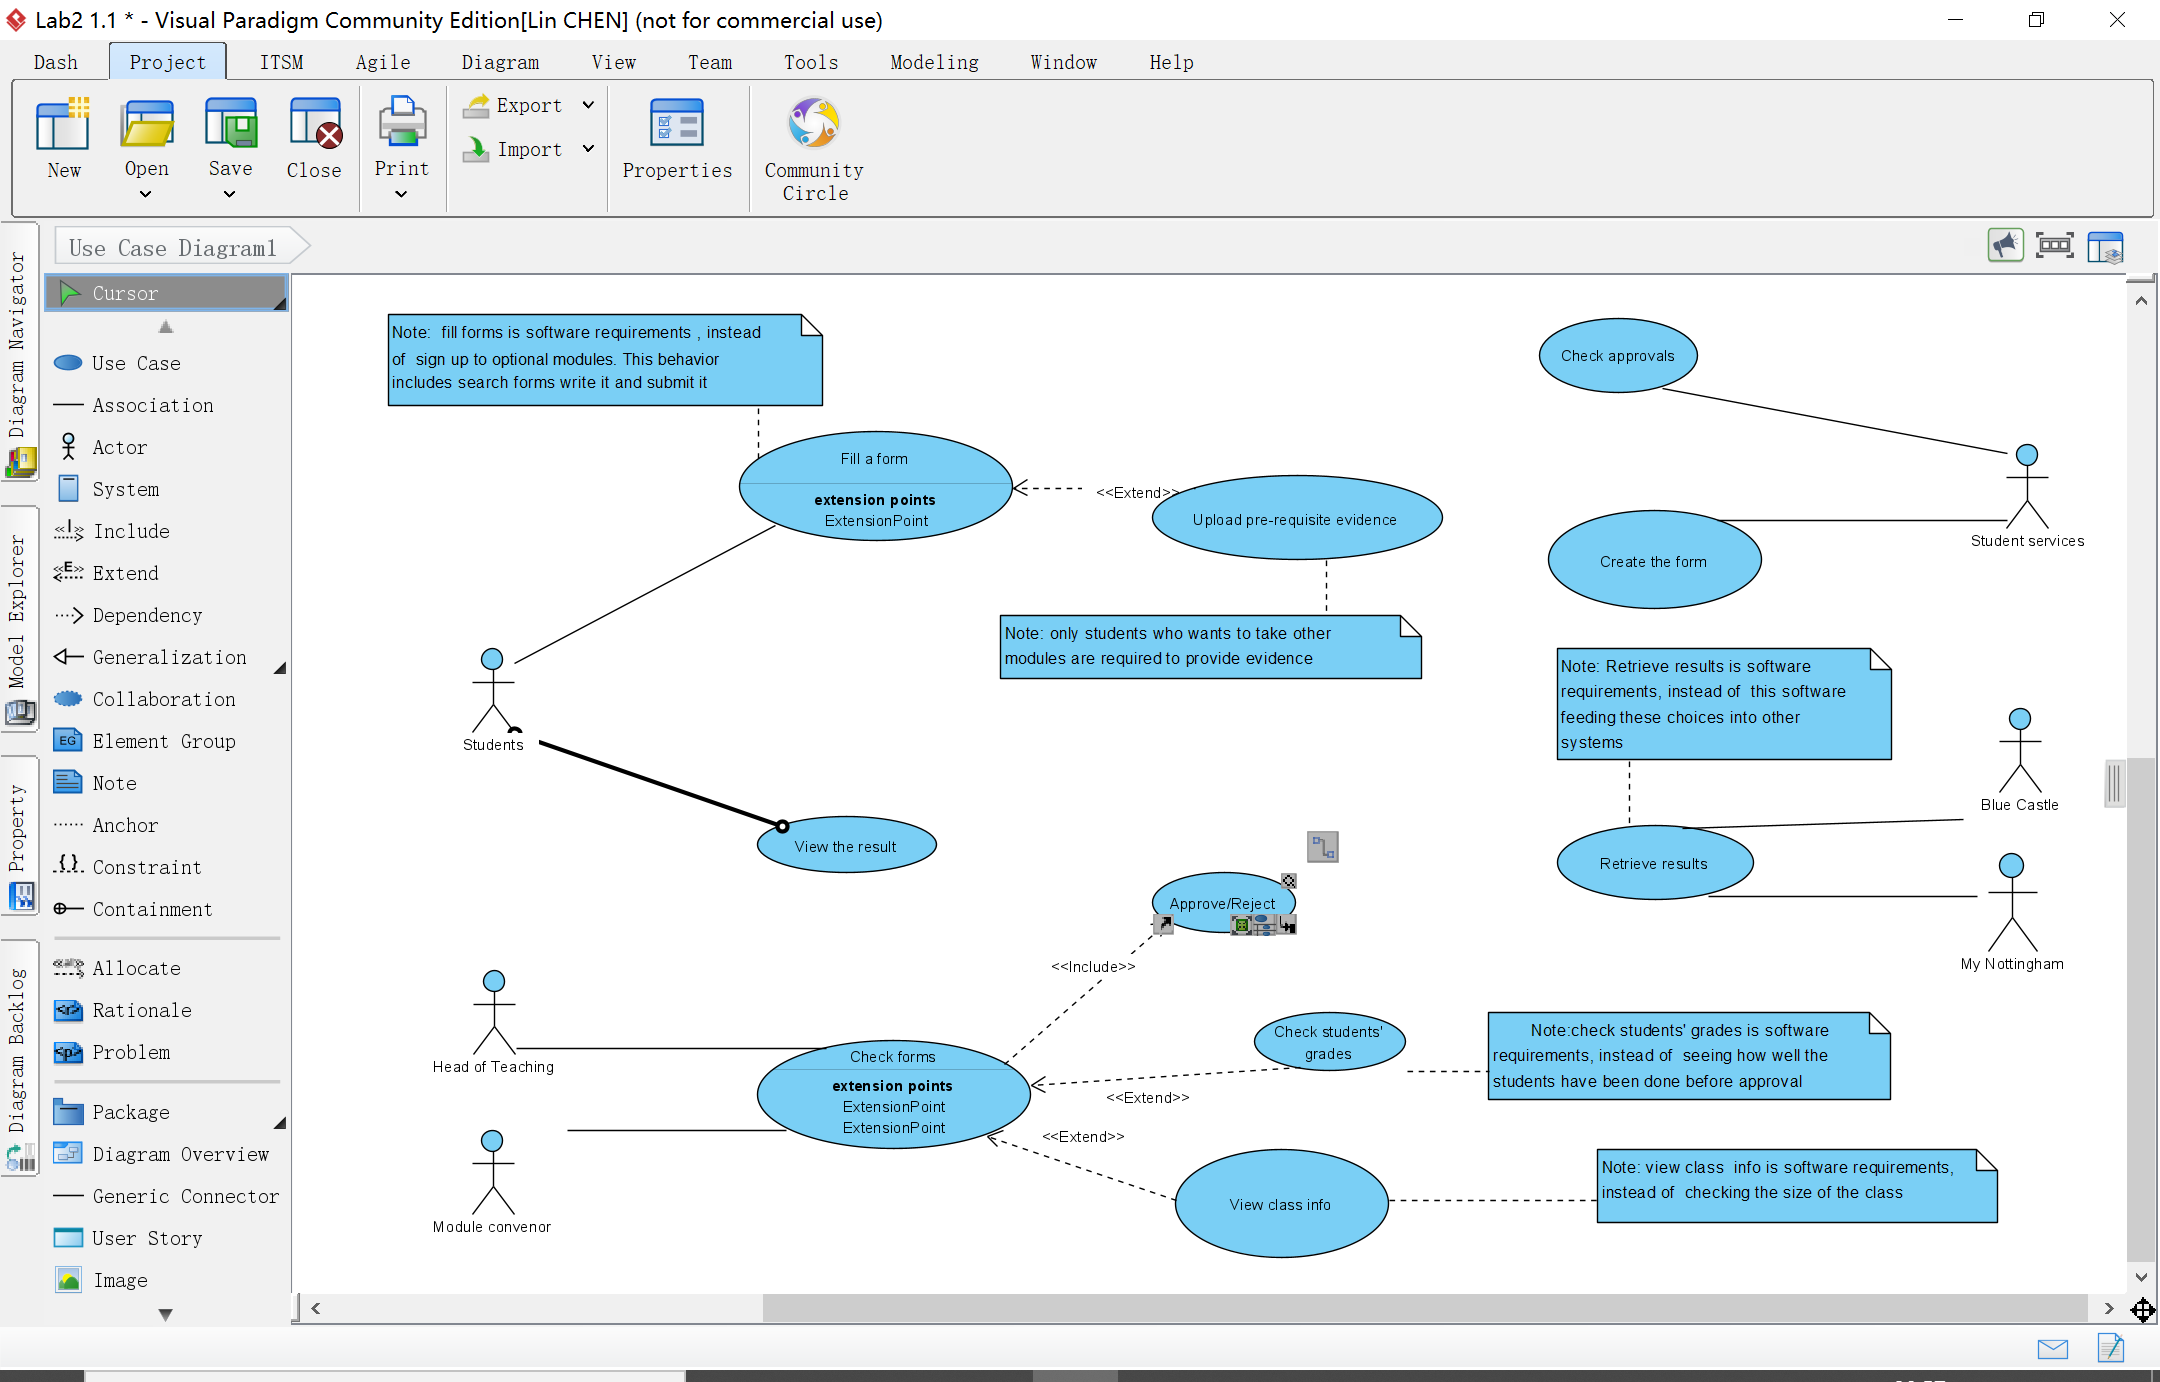 Lab2 1.1 * - Visual Paradigm Community Edition[Lin CHEN] (not for commercial use)
Dash Project ITSM Agile Diagram View Team Tools Modeling Window Help
New
Open
Save
Close
Print
Export
Import
Properties
Community
Circle
Use Case Diagram1
Diagram Navigator
Model Explorer
Property
Diagram Backlog
Cursor
Use Case
Association
Actor
System
Include
Extend
Dependency
Generalization
Collaboration
Element Group
Note
Anchor
Constraint
Containment
Allocate
Rationale
Problem
Package
Diagram Overview
Generic Connector
User Story
Image
Note: fill forms is software requirements , instead
of sign up to optional modules. This behavior
includes search forms write it and submit it
Fill a form
extension points
ExtensionPoint
<<Extend>>
Upload pre-requisite evidence
Note: only students who wants to take other
modules are required to provide evidence
Students
View the result
Check approvals
Student services
Create the form
Note: Retrieve results is software
requirements, instead of this software
feeding these choices into other
systems
Blue Castle
Retrieve results
My Nottingham
Approve/Reject
<<Include>>
Head of Teaching
Check forms
extension points
ExtensionPoint
ExtensionPoint
Check students'
grades
<<Extend>>
Note:check students' grades is software
requirements, instead of seeing how well the
students have been done before approval
<<Extend>>
Module convenor
View class info
Note: view class info is software requirements,
instead of checking the size of the class